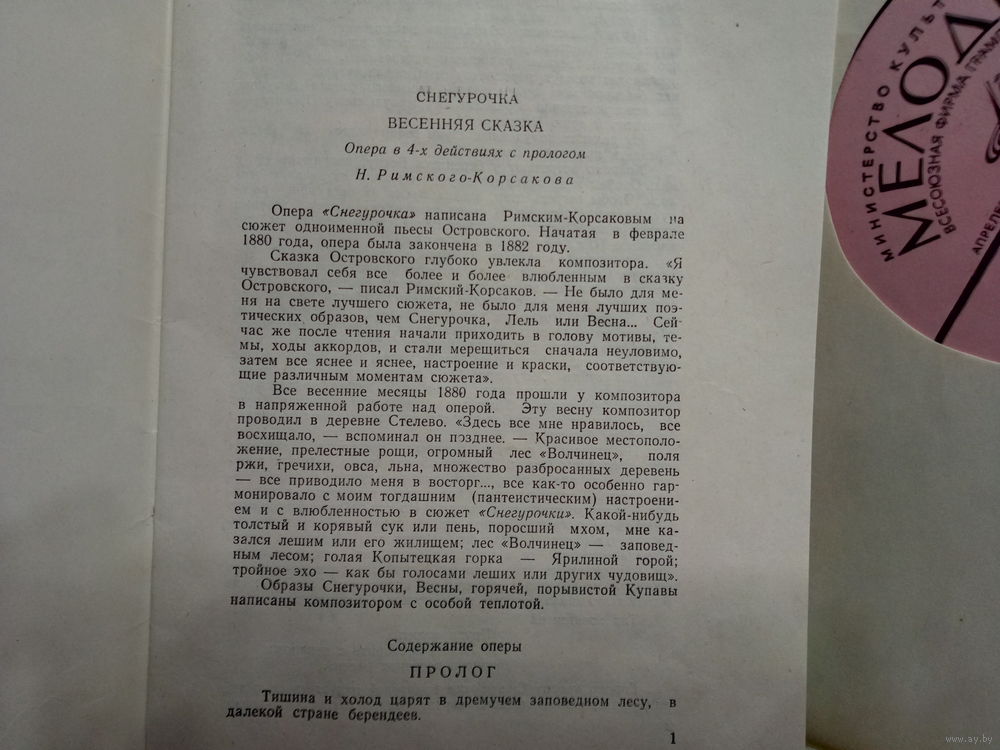 СНЕГУРОЧКА
ВЕСЕННЯЯ СКАЗКА
Опера в 4-х действиях с прологом
Н. Римского-Корсакова
Опера «Снегурочка» написана Римским-Корсаковым на
сюжет одноименной пьесы Островского. Начатая в феврале
1880 года, опера была закончена в 1882 году.
Сказка Островского глубоко увлекла композитора. «Я
чувствовал себя все более и более влюбленным в сказку
Островского, — писал Римский-Корсаков. — Не было для ме-
ня на свете лучшего сюжета, не было для меня лучших поэ-
тических образов, чем Снегурочка, Лель или Весна... Сей-
час же после чтения начали приходить в голову мотивы, те-
мы, ходы аккордов, и стали мерещиться сначала неуловимо,
затем все яснее и яснее, настроение и краски, соответствую-
щие различным моментам сюжета».
Все весенние месяцы 1880 года прошли у композитора
в напряженной работе над оперой. Эту весну композитор
проводил в деревне Стелево. «Здесь все мне нравилось, все
восхищало, — вспоминал он позднее. — Красивое местополо-
жение, прелестные рощи, огромный лес «Волчинец», поля
ржи, гречихи, овса, льна, множество разбросанных деревень
— все приводило меня в восторг..., все как-то особенно гар-
монировало с моим тогдашним (пантеистическим) настроени-
ем и с влюбленностью в сюжет «Снегурочки». Какой-нибудь
толстый и корявый сук или пень, поросший мхом, мне ка-
зался лешим или его жилищем; лес «Волчинец» — заповед-
ным лесом; голая Копытецкая горка — Ярилиной горой;
тройное эхо — как бы голосами леших или других чудовищ».
Образы Снегурочки, Весны, горячей, порывистой Купавы
написаны композитором с особой теплотой.
Содержание оперы
ПРОЛОГ
Тишина и холод царят в дремучем заповедном лесу, в
далекой стране берендеев.
1
МИНИСТЕРСТВО КУЛЬТ
МЕЛОД
ВСЕСОЮЗНАЯ ФИРМА ГРАМП
АПРЕЛЕ
www.ay.by